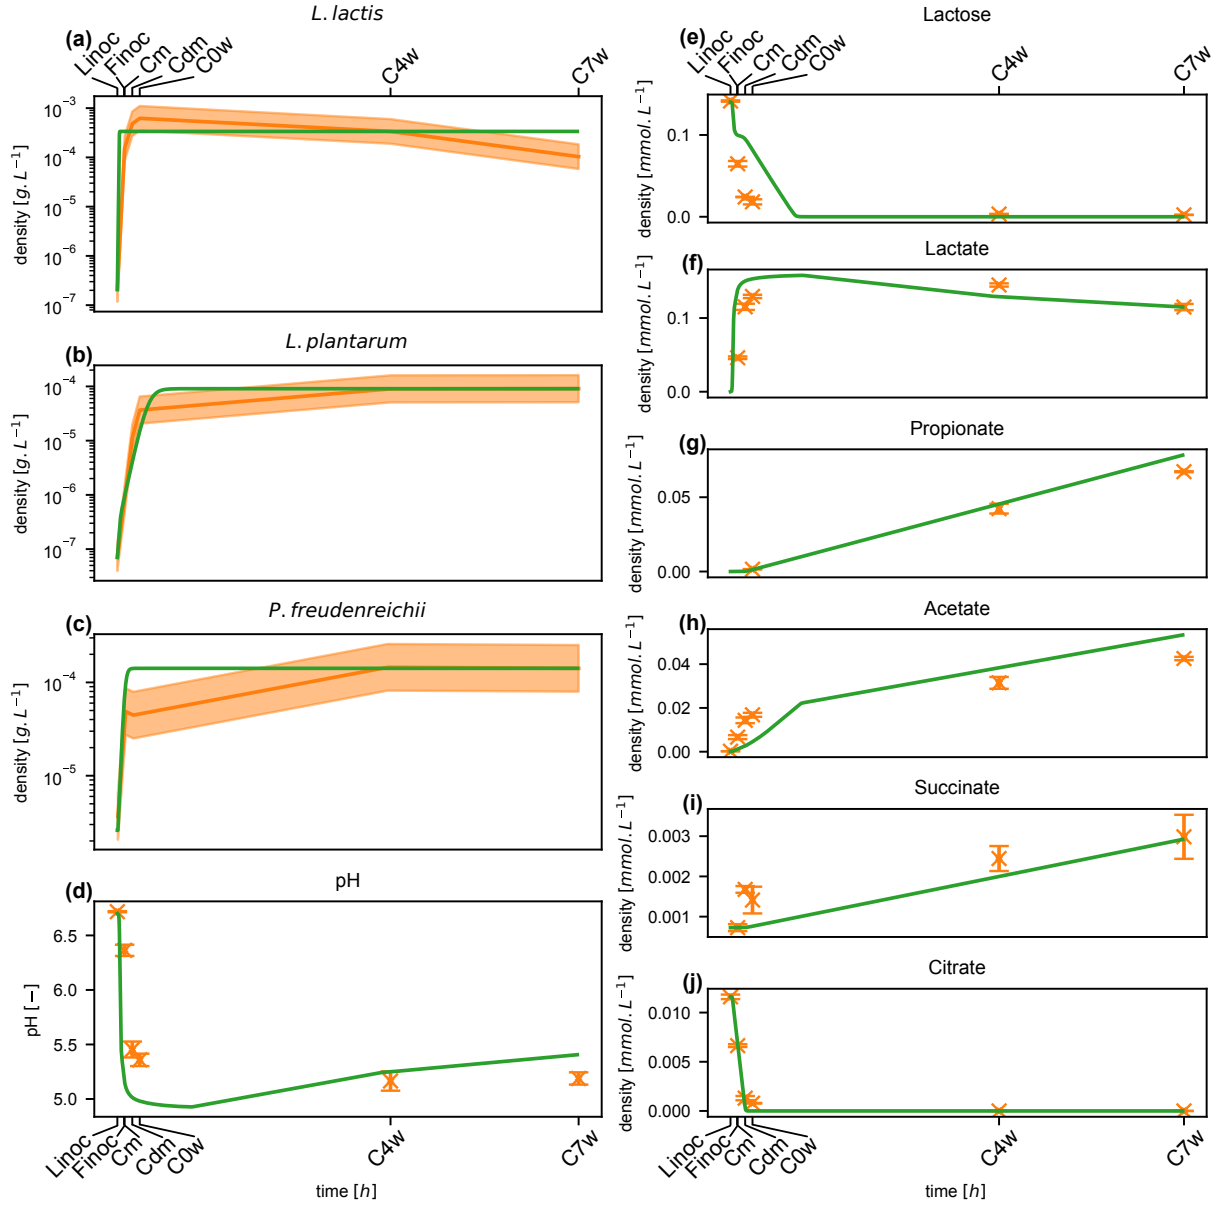 L. lactis
(a)
Linoc
Finoc
Cm
Cdm
C0w
C4w
C7w
density [g. L⁻¹]
10⁻³
10⁻⁴
10⁻⁵
10⁻⁶
10⁻⁷
L. plantarum
(b)
density [g. L⁻¹]
10⁻⁴
10⁻⁵
10⁻⁶
10⁻⁷
P. freudenreichii
(c)
density [g. L⁻¹]
10⁻⁴
10⁻⁵
pH
(d)
pH [−]
6.5
6.0
5.5
5.0
Linoc
Finoc
Cm
Cdm
C0w
C4w
C7w
time [h]
Lactose
(e)
Linoc
Finoc
Cm
Cdm
C0w
C4w
C7w
density [mmol. L⁻¹]
0.1
0.0
Lactate
(f)
density [mmol. L⁻¹]
0.1
0.0
Propionate
(g)
density [mmol. L⁻¹]
0.05
0.00
Acetate
(h)
density [mmol. L⁻¹]
0.04
0.02
0.00
Succinate
(i)
density [mmol. L⁻¹]
0.003
0.002
0.001
Citrate
(j)
density [mmol. L⁻¹]
0.010
0.005
0.000
Linoc
Finoc
Cm
Cdm
C0w
C4w
C7w
time [h]